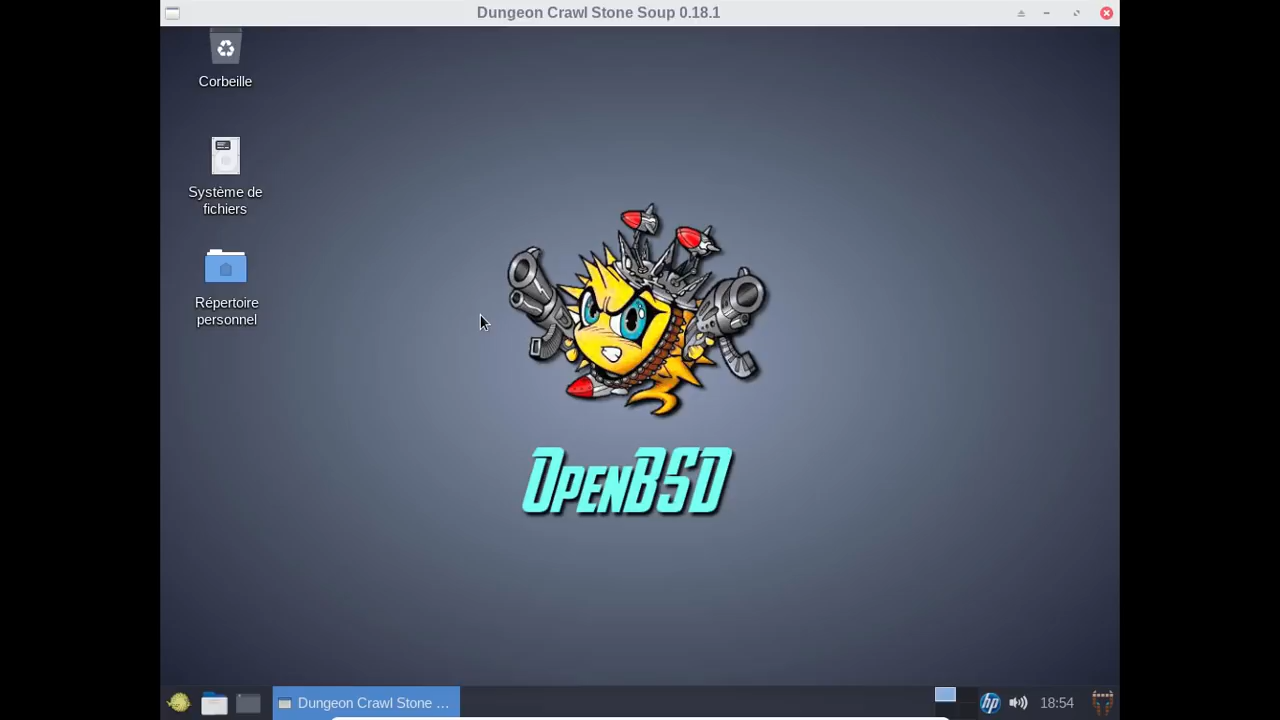 Dungeon Crawl Stone Soup 0.18.1
Corbeille
Système de
fichiers
Répertoire
personnel
OpenBSD
Dungeon Crawl Stone ...
hp
18:54